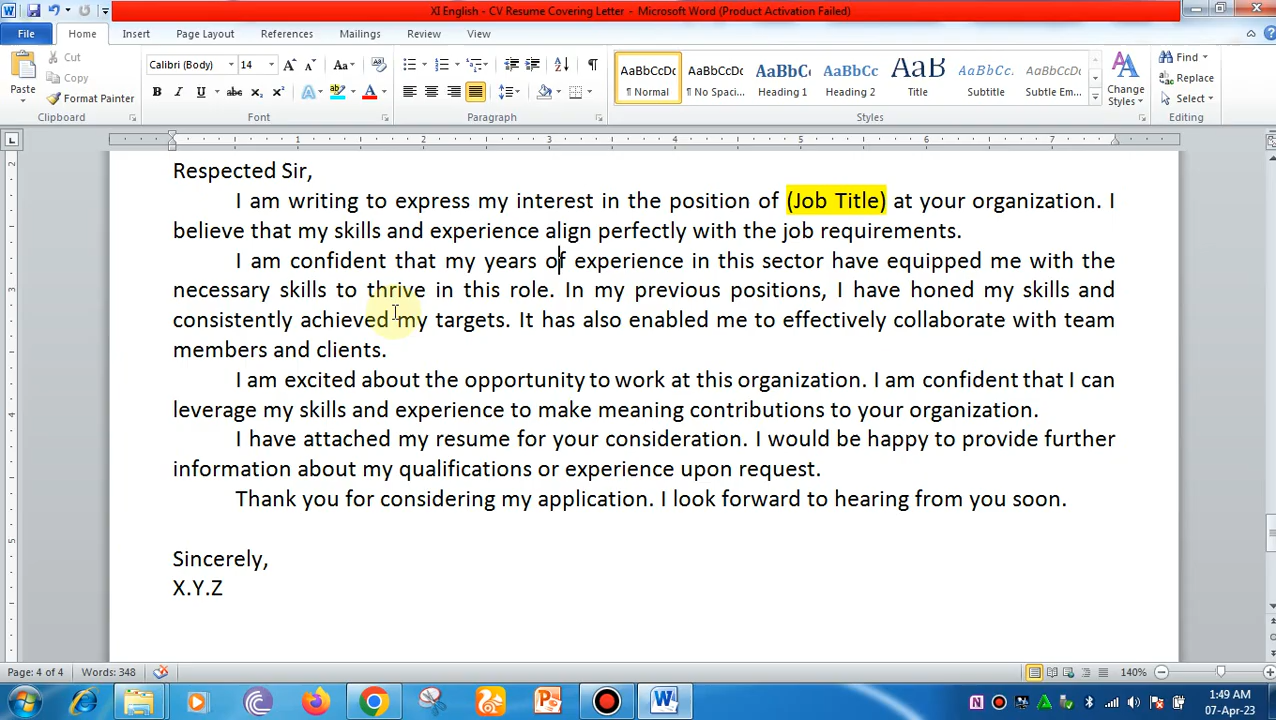 XI English - CV Resume Covering Letter - Microsoft Word (Product Activation Failed)
File Home Insert Page Layout References Mailings Review View
Cut
Copy
Format Painter
Paste
Clipboard
Calibri (Body) 14
Font
Paragraph
AaBbCcDc AaBbCcDc AaBbC AaBbCc AaB AaBbCc. AaBbCcDc
¶ Normal ¶ No Spaci... Heading 1 Heading 2 Title Subtitle Subtle Em...
Change Styles
Styles
Find
Replace
Select
Editing
1 2 3 4 5 6 7
Respected Sir,
I am writing to express my interest in the position of (Job Title) at your organization. I
believe that my skills and experience align perfectly with the job requirements.
I am confident that my years of experience in this sector have equipped me with the
necessary skills to thrive in this role. In my previous positions, I have honed my skills and
consistently achieved my targets. It has also enabled me to effectively collaborate with team
members and clients.
I am excited about the opportunity to work at this organization. I am confident that I can
leverage my skills and experience to make meaning contributions to your organization.
I have attached my resume for your consideration. I would be happy to provide further
information about my qualifications or experience upon request.
Thank you for considering my application. I look forward to hearing from you soon.
Sincerely,
X.Y.Z
Page: 4 of 4 Words: 348 140%
1:49 AM
07-Apr-23